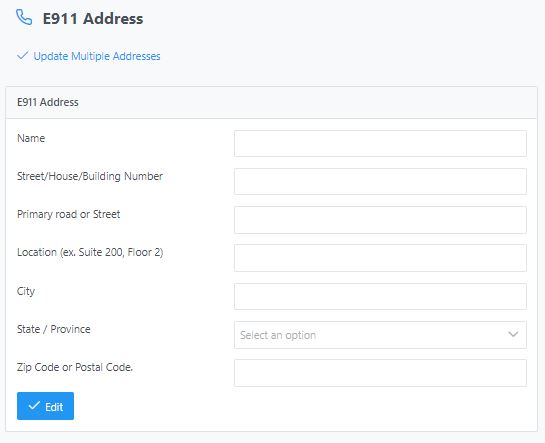 E911 Address
Update Multiple Addresses
E911 Address
Name
Street/House/Building Number
Primary road or Street
Location (ex. Suite 200, Floor 2)
City
State / Province
Select an option
Zip Code or Postal Code.
Edit